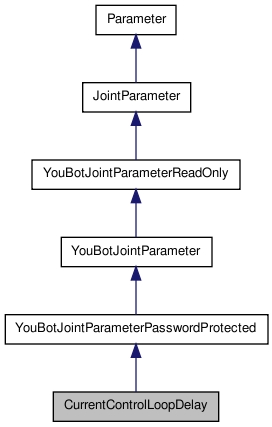 Parameter
JointParameter
YouBotJointParameterReadOnly
YouBotJointParameter
YouBotJointParameterPasswordProtected
CurrentControlLoopDelay